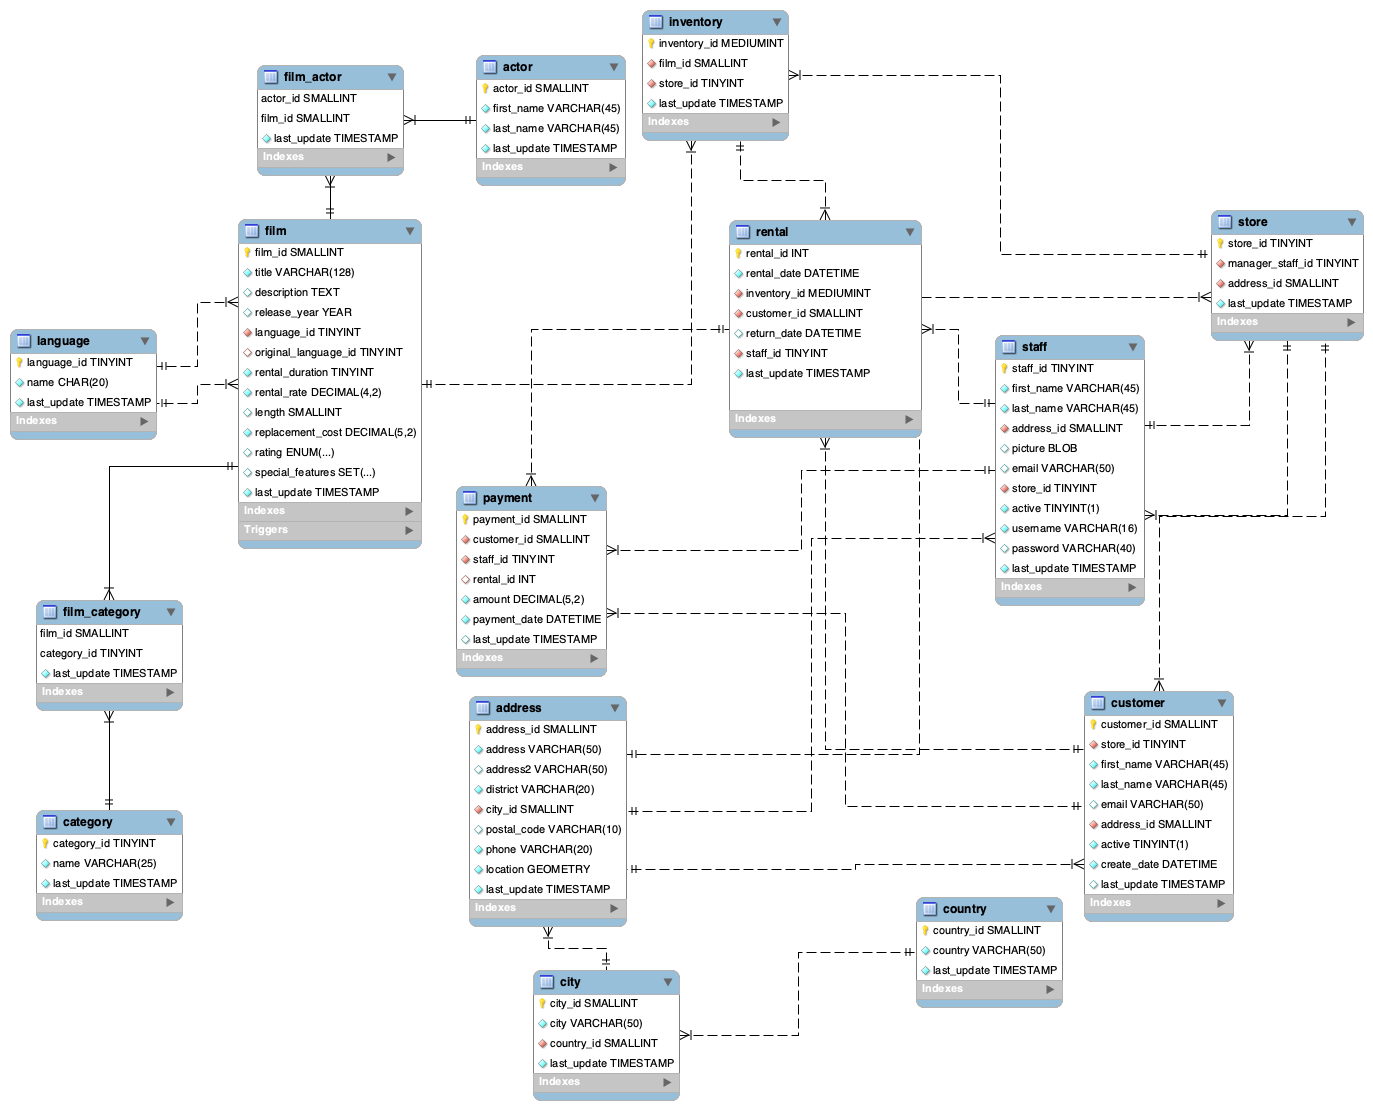 inventory
inventory_id MEDIUMINT
film_id SMALLINT
store_id TINYINT
last_update TIMESTAMP
Indexes
film_actor
actor_id SMALLINT
film_id SMALLINT
last_update TIMESTAMP
Indexes
actor
actor_id SMALLINT
first_name VARCHAR(45)
last_name VARCHAR(45)
last_update TIMESTAMP
Indexes
film
film_id SMALLINT
title VARCHAR(128)
description TEXT
release_year YEAR
language_id TINYINT
original_language_id TINYINT
rental_duration TINYINT
rental_rate DECIMAL(4,2)
length SMALLINT
replacement_cost DECIMAL(5,2)
rating ENUM(...)
special_features SET(...)
last_update TIMESTAMP
Indexes
Triggers
rental
rental_id INT
rental_date DATETIME
inventory_id MEDIUMINT
customer_id SMALLINT
return_date DATETIME
staff_id TINYINT
last_update TIMESTAMP
Indexes
store
store_id TINYINT
manager_staff_id TINYINT
address_id SMALLINT
last_update TIMESTAMP
Indexes
language
language_id TINYINT
name CHAR(20)
last_update TIMESTAMP
Indexes
staff
staff_id TINYINT
first_name VARCHAR(45)
last_name VARCHAR(45)
address_id SMALLINT
picture BLOB
email VARCHAR(50)
store_id TINYINT
active TINYINT(1)
username VARCHAR(16)
password VARCHAR(40)
last_update TIMESTAMP
Indexes
payment
payment_id SMALLINT
customer_id SMALLINT
staff_id TINYINT
rental_id INT
amount DECIMAL(5,2)
payment_date DATETIME
last_update TIMESTAMP
Indexes
film_category
film_id SMALLINT
category_id TINYINT
last_update TIMESTAMP
Indexes
address
address_id SMALLINT
address VARCHAR(50)
address2 VARCHAR(50)
district VARCHAR(20)
city_id SMALLINT
postal_code VARCHAR(10)
phone VARCHAR(20)
location GEOMETRY
last_update TIMESTAMP
Indexes
customer
customer_id SMALLINT
store_id TINYINT
first_name VARCHAR(45)
last_name VARCHAR(45)
email VARCHAR(50)
address_id SMALLINT
active TINYINT(1)
create_date DATETIME
last_update TIMESTAMP
Indexes
category
category_id TINYINT
name VARCHAR(25)
last_update TIMESTAMP
Indexes
country
country_id SMALLINT
country VARCHAR(50)
last_update TIMESTAMP
Indexes
city
city_id SMALLINT
city VARCHAR(50)
country_id SMALLINT
last_update TIMESTAMP
Indexes